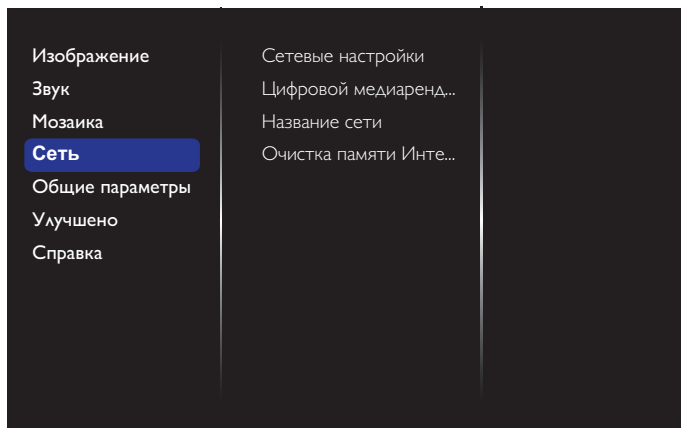 Изображение
Звук
Мозаика
Сеть
Общие параметры
Улучшено
Справка
Сетевые настройки
Цифровой медиаренд...
Название сети
Очистка памяти Инте...